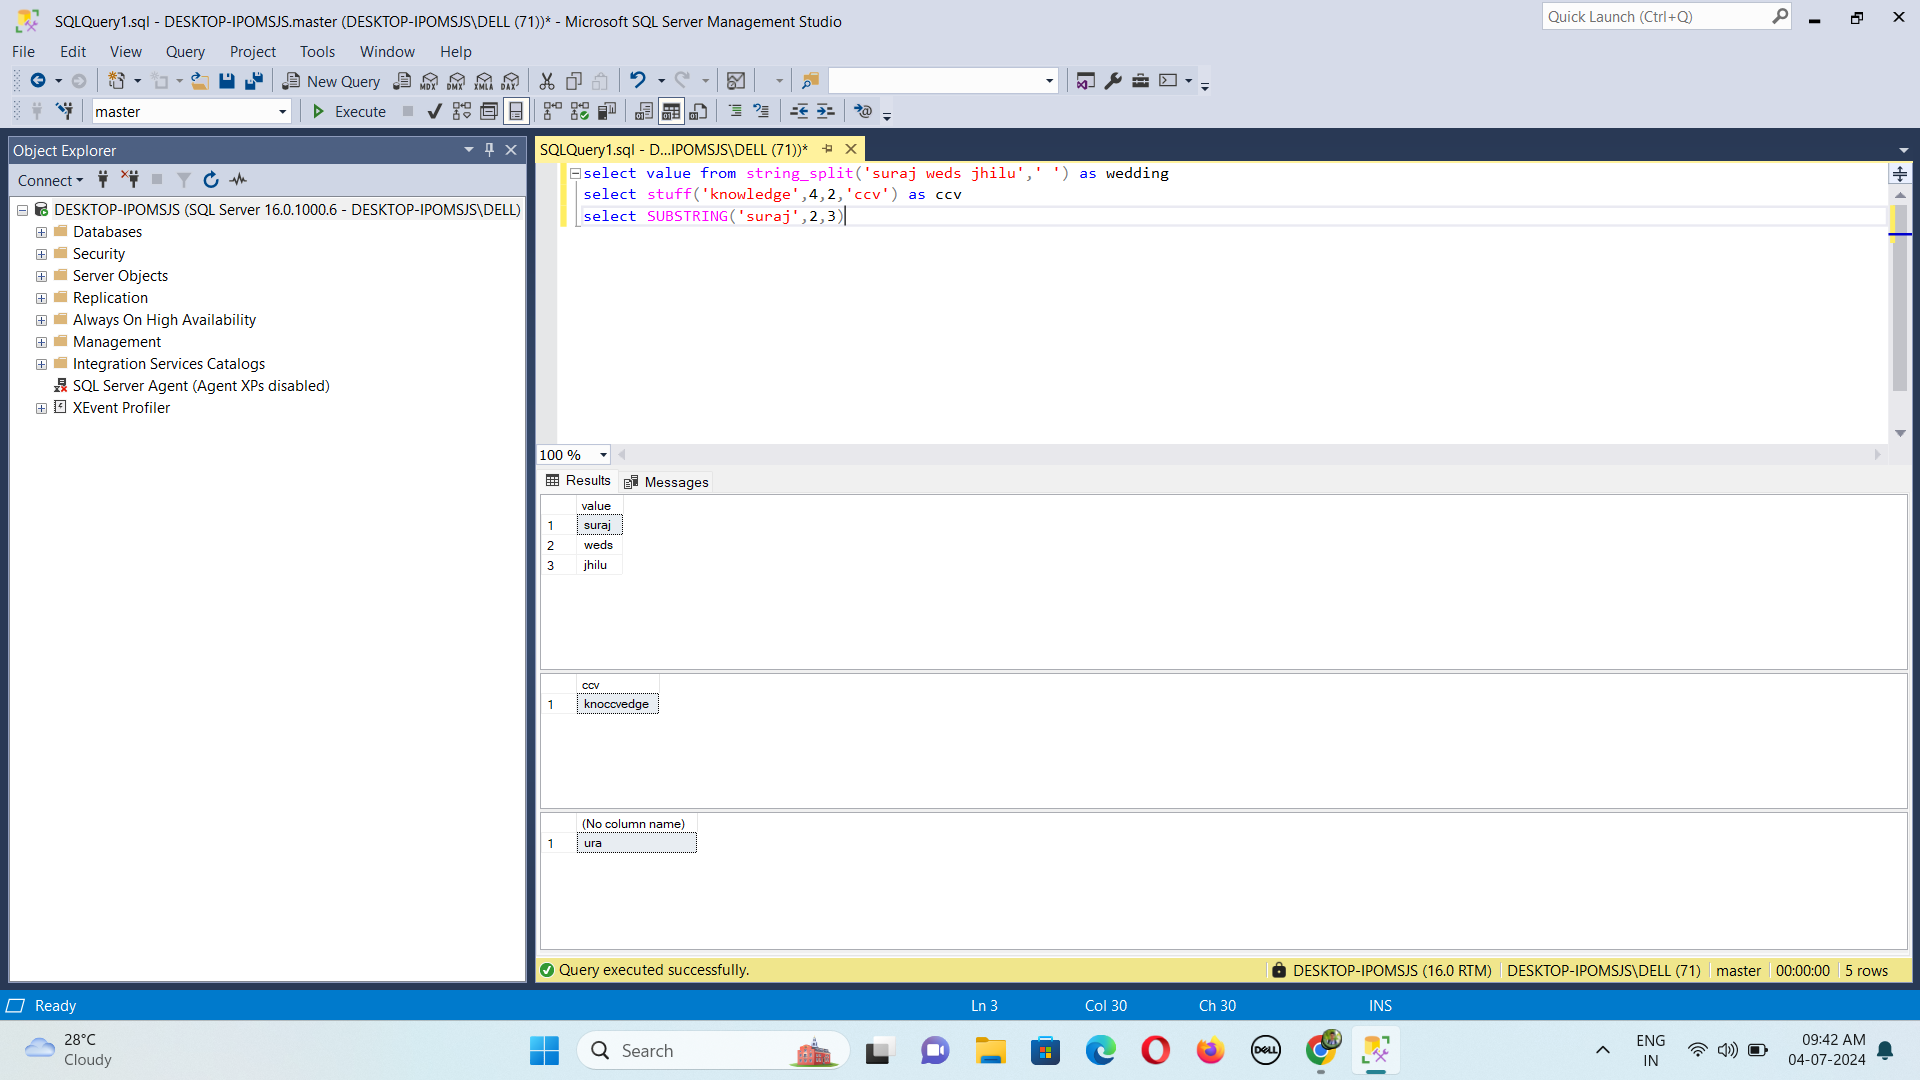 SQLQuery1.sql - DESKTOP-IPOMSJS.master (DESKTOP-IPOMSJS\DELL (71))* - Microsoft SQL Server Management Studio
Quick Launch (Ctrl+Q)
File Edit View Query Project Tools Window Help
New Query MDX DMX XMLA DAX
master Execute
Object Explorer
Connect
DESKTOP-IPOMSJS (SQL Server 16.0.1000.6 - DESKTOP-IPOMSJS\DELL)
Databases
Security
Server Objects
Replication
Always On High Availability
Management
Integration Services Catalogs
SQL Server Agent (Agent XPs disabled)
XEvent Profiler
SQLQuery1.sql - D...IPOMSJS\DELL (71))*
select value from string_split('suraj weds jhilu',' ') as wedding
select stuff('knowledge',4,2,'ccv') as ccv
select SUBSTRING('suraj',2,3)
100 %
Results Messages
value
1 suraj
2 weds
3 jhilu
ccv
1 knoccvedge
(No column name)
1 ura
Query executed successfully.
DESKTOP-IPOMSJS (16.0 RTM) DESKTOP-IPOMSJS\DELL (71) master 00:00:00 5 rows
Ready Ln 3 Col 30 Ch 30 INS
28°C
Cloudy
Search
DELL
ENG
IN
09:42 AM
04-07-2024